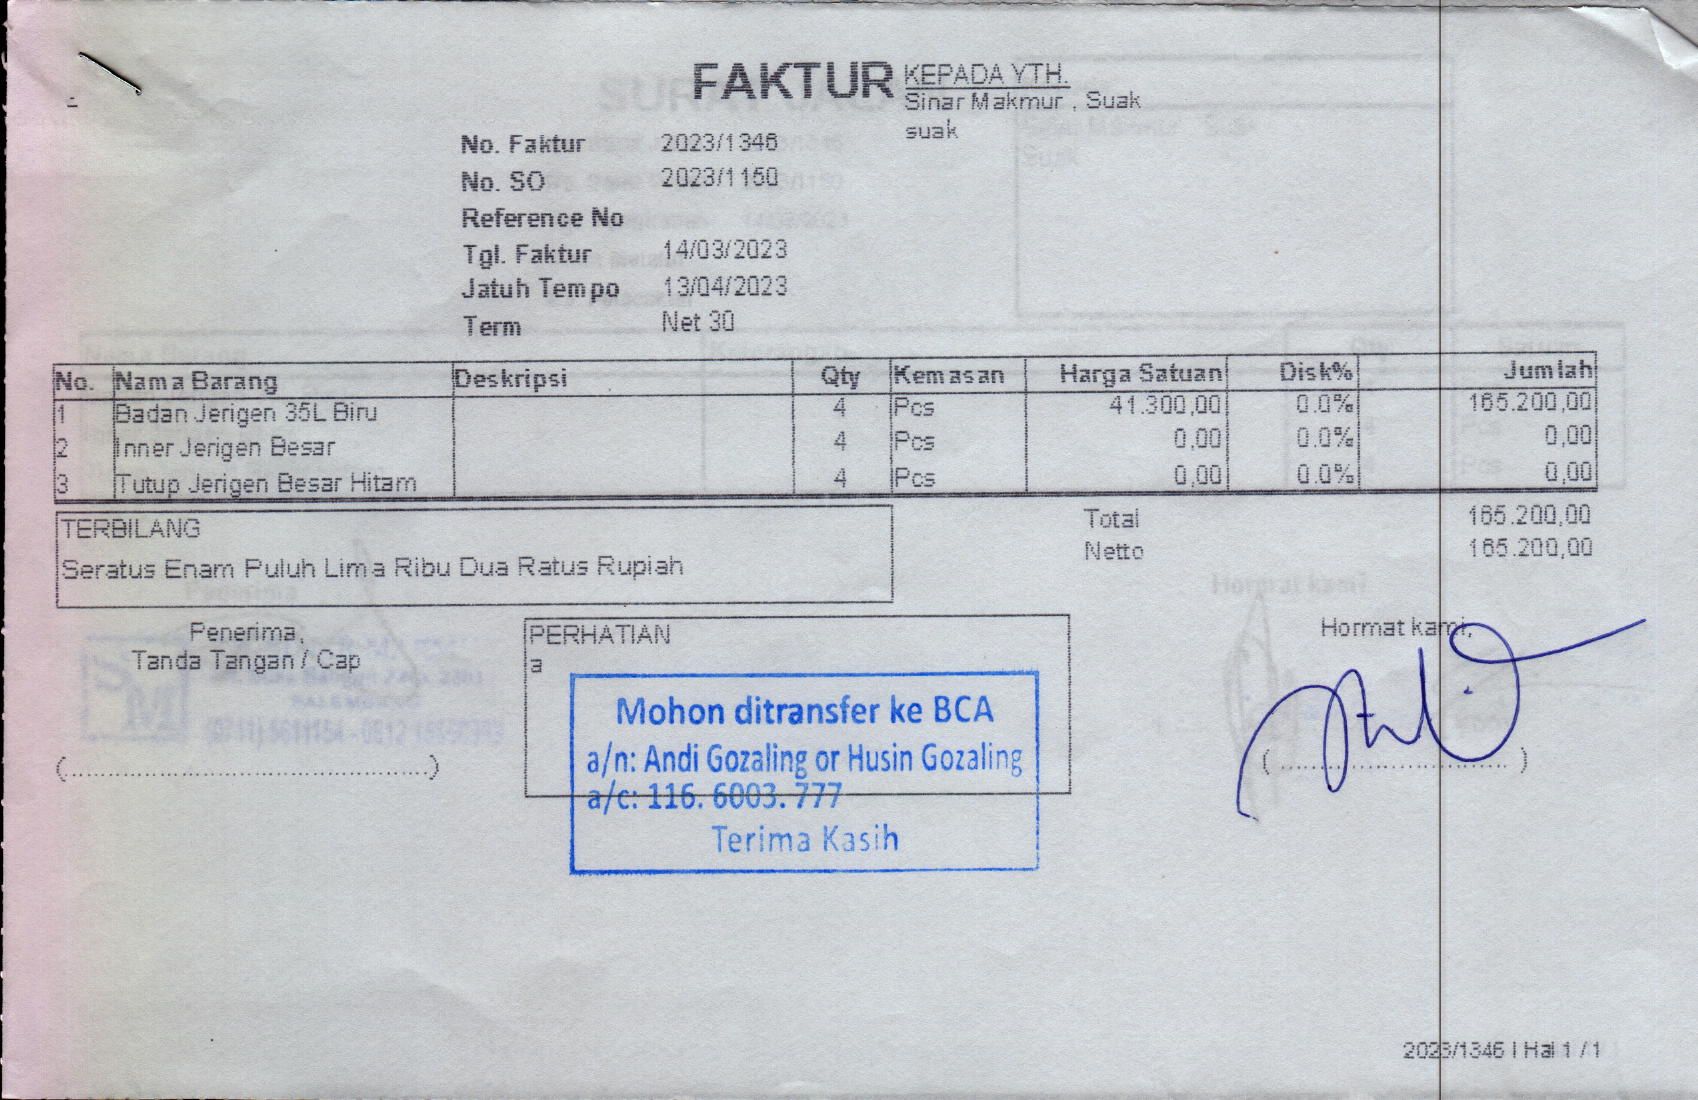 FAKTUR
KEPADA YTH.
Sinar Makmur , Suak
suak
No. Faktur 2023/1346
No. SO 2023/1150
Reference No
Tgl. Faktur 14/03/2023
Jatuh Tempo 13/04/2023
Term Net 30
No. Nama Barang Deskripsi Qty Kemasan Harga Satuan Disk% Jumlah
1 Badan Jerigen 35L Biru 4 Pcs 41.300,00 0.0% 165.200,00
2 Inner Jerigen Besar 4 Pcs 0,00 0.0% 0,00
3 Tutup Jerigen Besar Hitam 4 Pcs 0,00 0.0% 0,00
TERBILANG
Seratus Enam Puluh Lima Ribu Dua Ratus Rupiah
Total 165.200,00
Netto 165.200,00
Penerima,
Tanda Tangan / Cap
(..............................................)
PERHATIAN
a
Mohon ditransfer ke BCA
a/n: Andi Gozaling or Husin Gozaling
a/c: 116. 6003. 777
Terima Kasih
Hormat kami,
(..............................)
2023/1346 | Hal 1 / 1